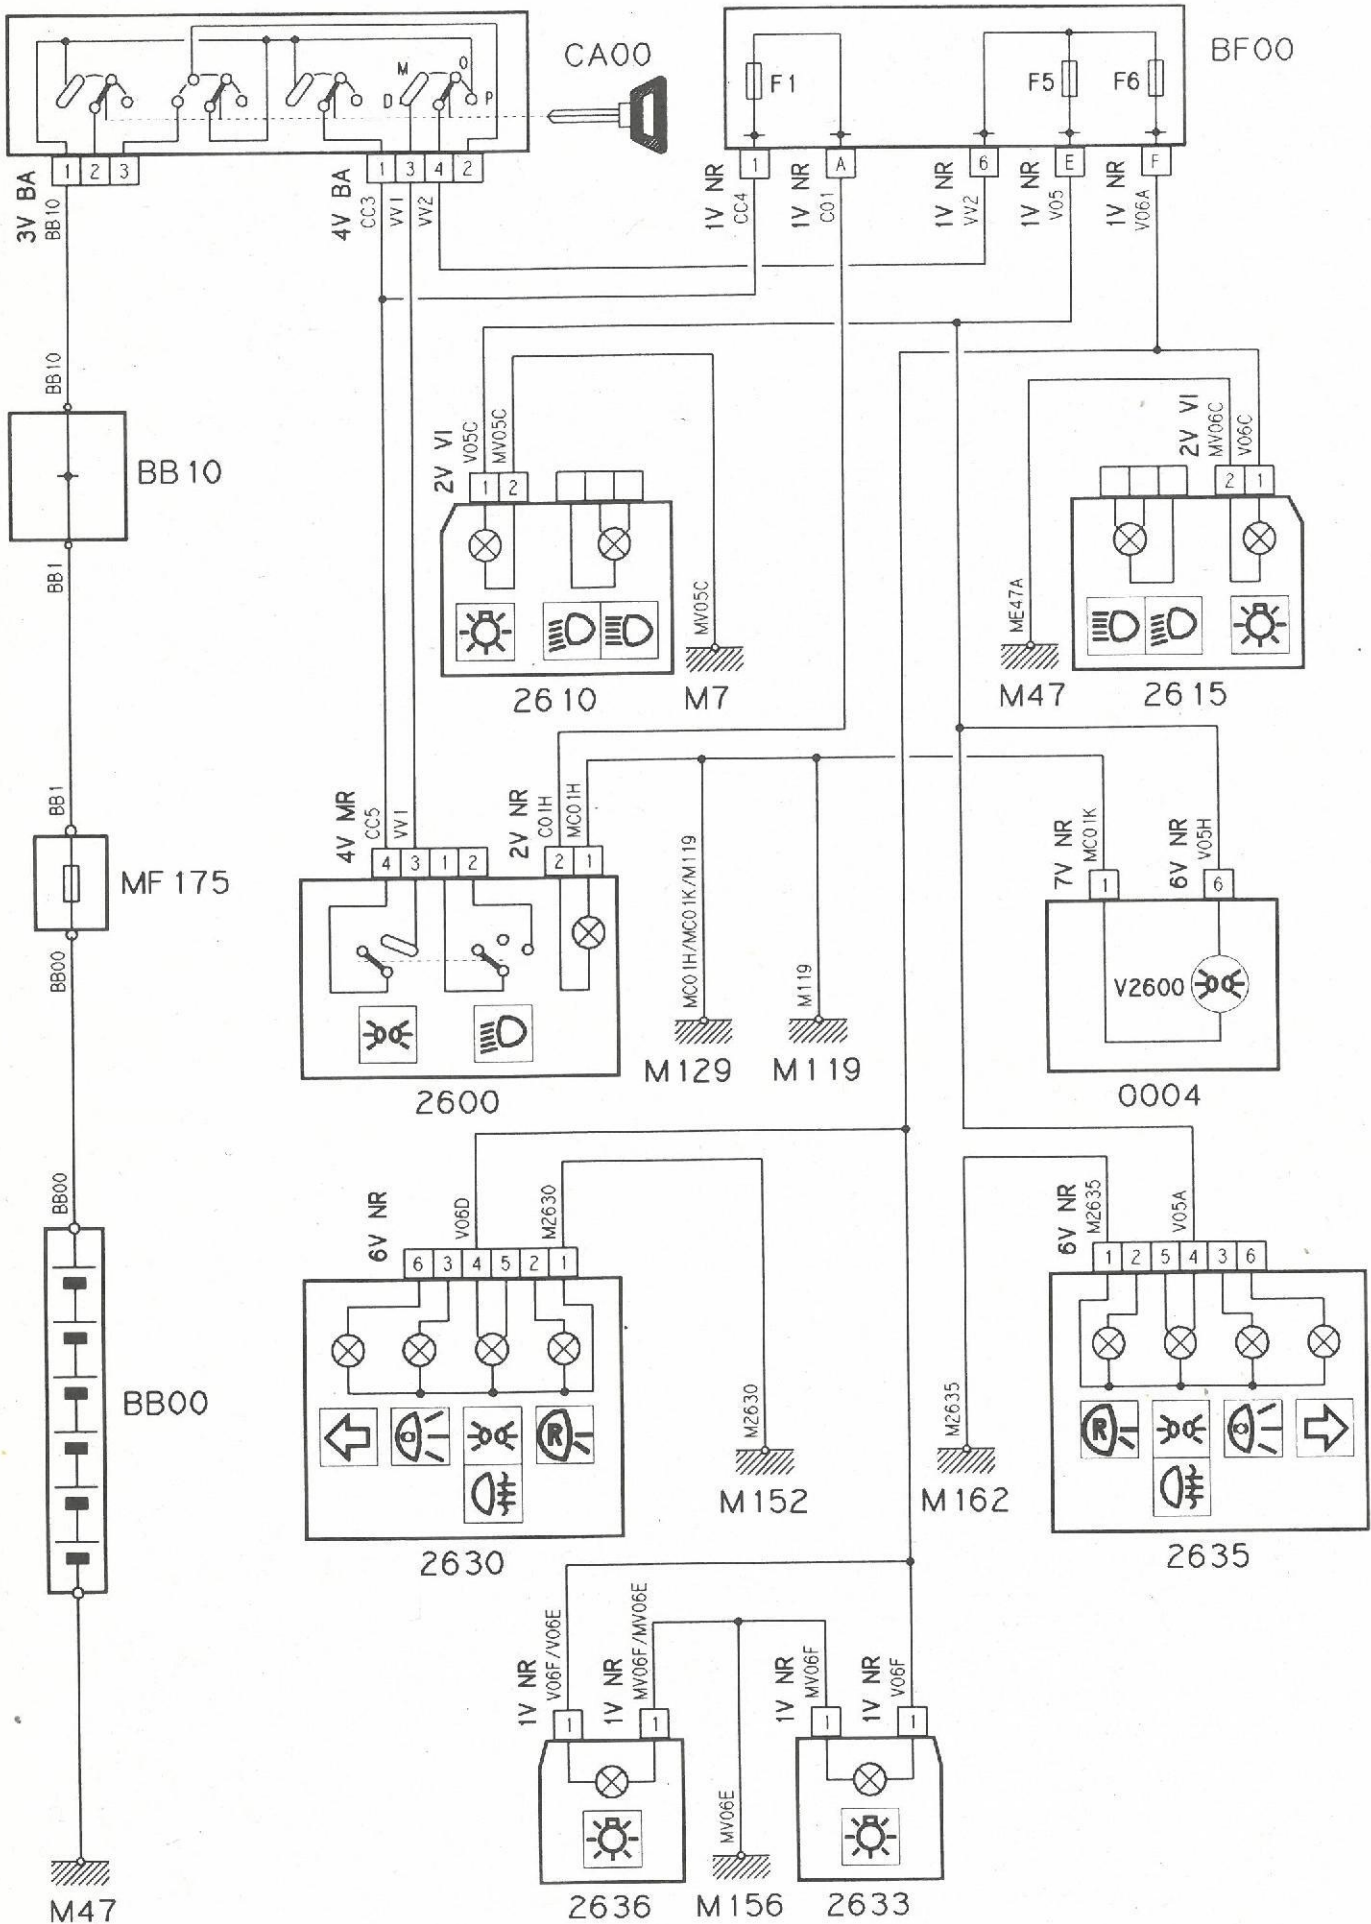 CA00
BF00
M
O
D
P
F1
F5
F6
1 2 3
1 3 4 2
1
A
6
E
F
3V BA
BB10
4V BA
CC3
VV1
VV2
1V NR
CC4
1V NR
C01
1V NR
VV2
1V NR
V05
1V NR
V06A
BB10
BB10
BB1
2V VI
V05C
MV05C
1 2
2V VI
MV06C
V06C
2 1
MV05C
ME47A
2610
M7
M47
2615
BB1
MF175
BB00
4V MR
CC5
VV1
2V NR
C01H
MC01H
4 3 1 2
2 1
MC01H/MC01K/M119
M119
7V NR
MC01K
6V NR
V05H
1
6
V2600
2600
M129
M119
0004
BB00
BB00
6V NR
V06D
M2630
6 3 4 5 2 1
6V NR
M2635
V05A
1 2 5 4 3 6
M2630
M2635
R
R
M152
M162
2630
2635
1V NR
V06F/V06E
1V NR
MV06F/MV06E
1V NR
MV06F
1V NR
V06F
1
1
1
1
MV06E
M47
2636
M156
2633